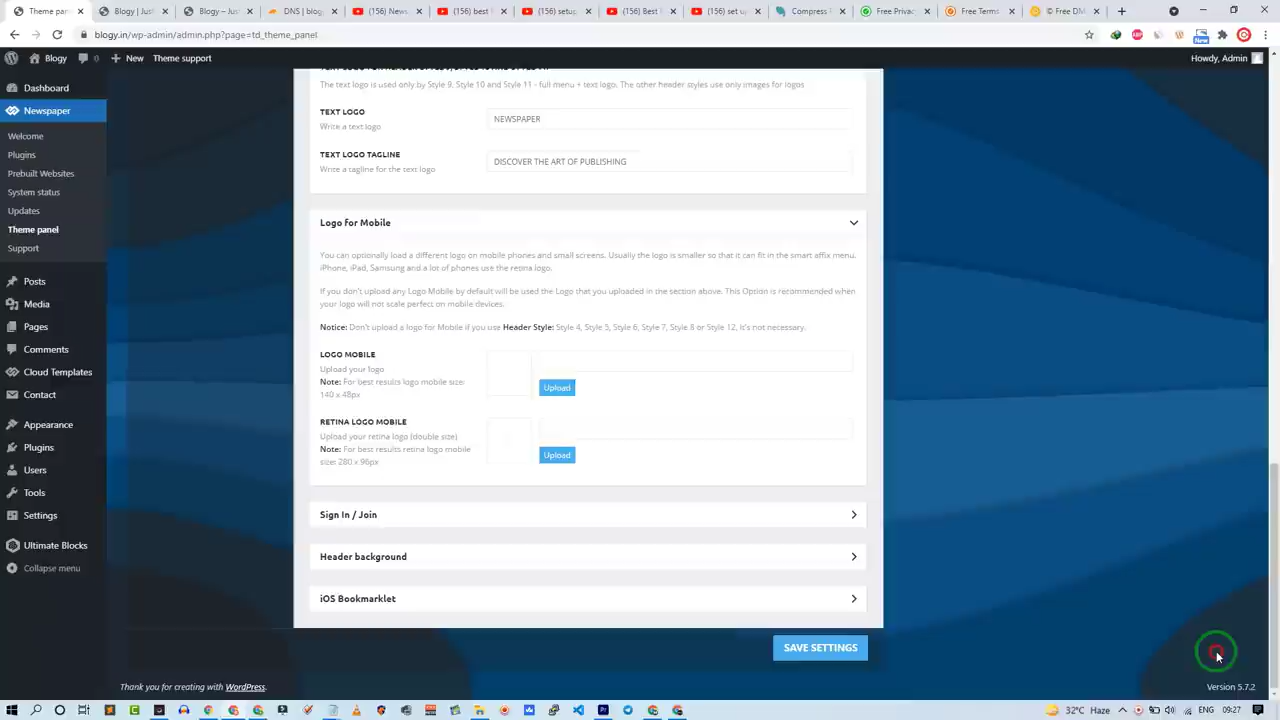 Theme pan
Blog | Just
Blogy – Jus
DNS | blog
(156) Best
(156) setup
(156) Best T
(156) set up
Compress
Free Privac
Free Terms
© Free DM
blogy.in/wp-admin/admin.php?page=td_theme_panel
New
Blogy
0
New
Theme support
Howdy, Admin
Dashboard
Newspaper
Welcome
Plugins
Prebuilt Websites
System status
Updates
Theme panel
Support
Posts
Media
Pages
Comments
Cloud Templates
Contact
Appearance
Plugins
Users
Tools
Settings
Ultimate Blocks
Collapse menu
The text logo is used only by Style 9, Style 10 and Style 11 - full menu + text logo. The other header styles use only images for logos
TEXT LOGO
Write a text logo
NEWSPAPER
TEXT LOGO TAGLINE
Write a tagline for the text logo
DISCOVER THE ART OF PUBLISHING
Logo for Mobile
You can optionally load a different logo on mobile phones and small screens. Usually the logo is smaller so that it can fit in the smart affix menu.
iPhone, iPad, Samsung and a lot of phones use the retina logo.
If you don't upload any Logo Mobile by default will be used the Logo that you uploaded in the section above. This Option is recommended when
your logo will not scale perfect on mobile devices.
Notice: Don't upload a logo for Mobile if you use Header Style: Style 4, Style 5, Style 6, Style 7, Style 8 or Style 12, it's not necessary.
LOGO MOBILE
Upload your logo
Note: For best results logo mobile size:
140 x 48px
Upload
RETINA LOGO MOBILE
Upload your retina logo (double size)
Note: For best results retina logo mobile
size: 280 x 96px
Upload
Sign In / Join
Header background
iOS Bookmarklet
SAVE SETTINGS
Thank you for creating with WordPress.
Version 5.7.2
32°C Haze
ENG
09:27